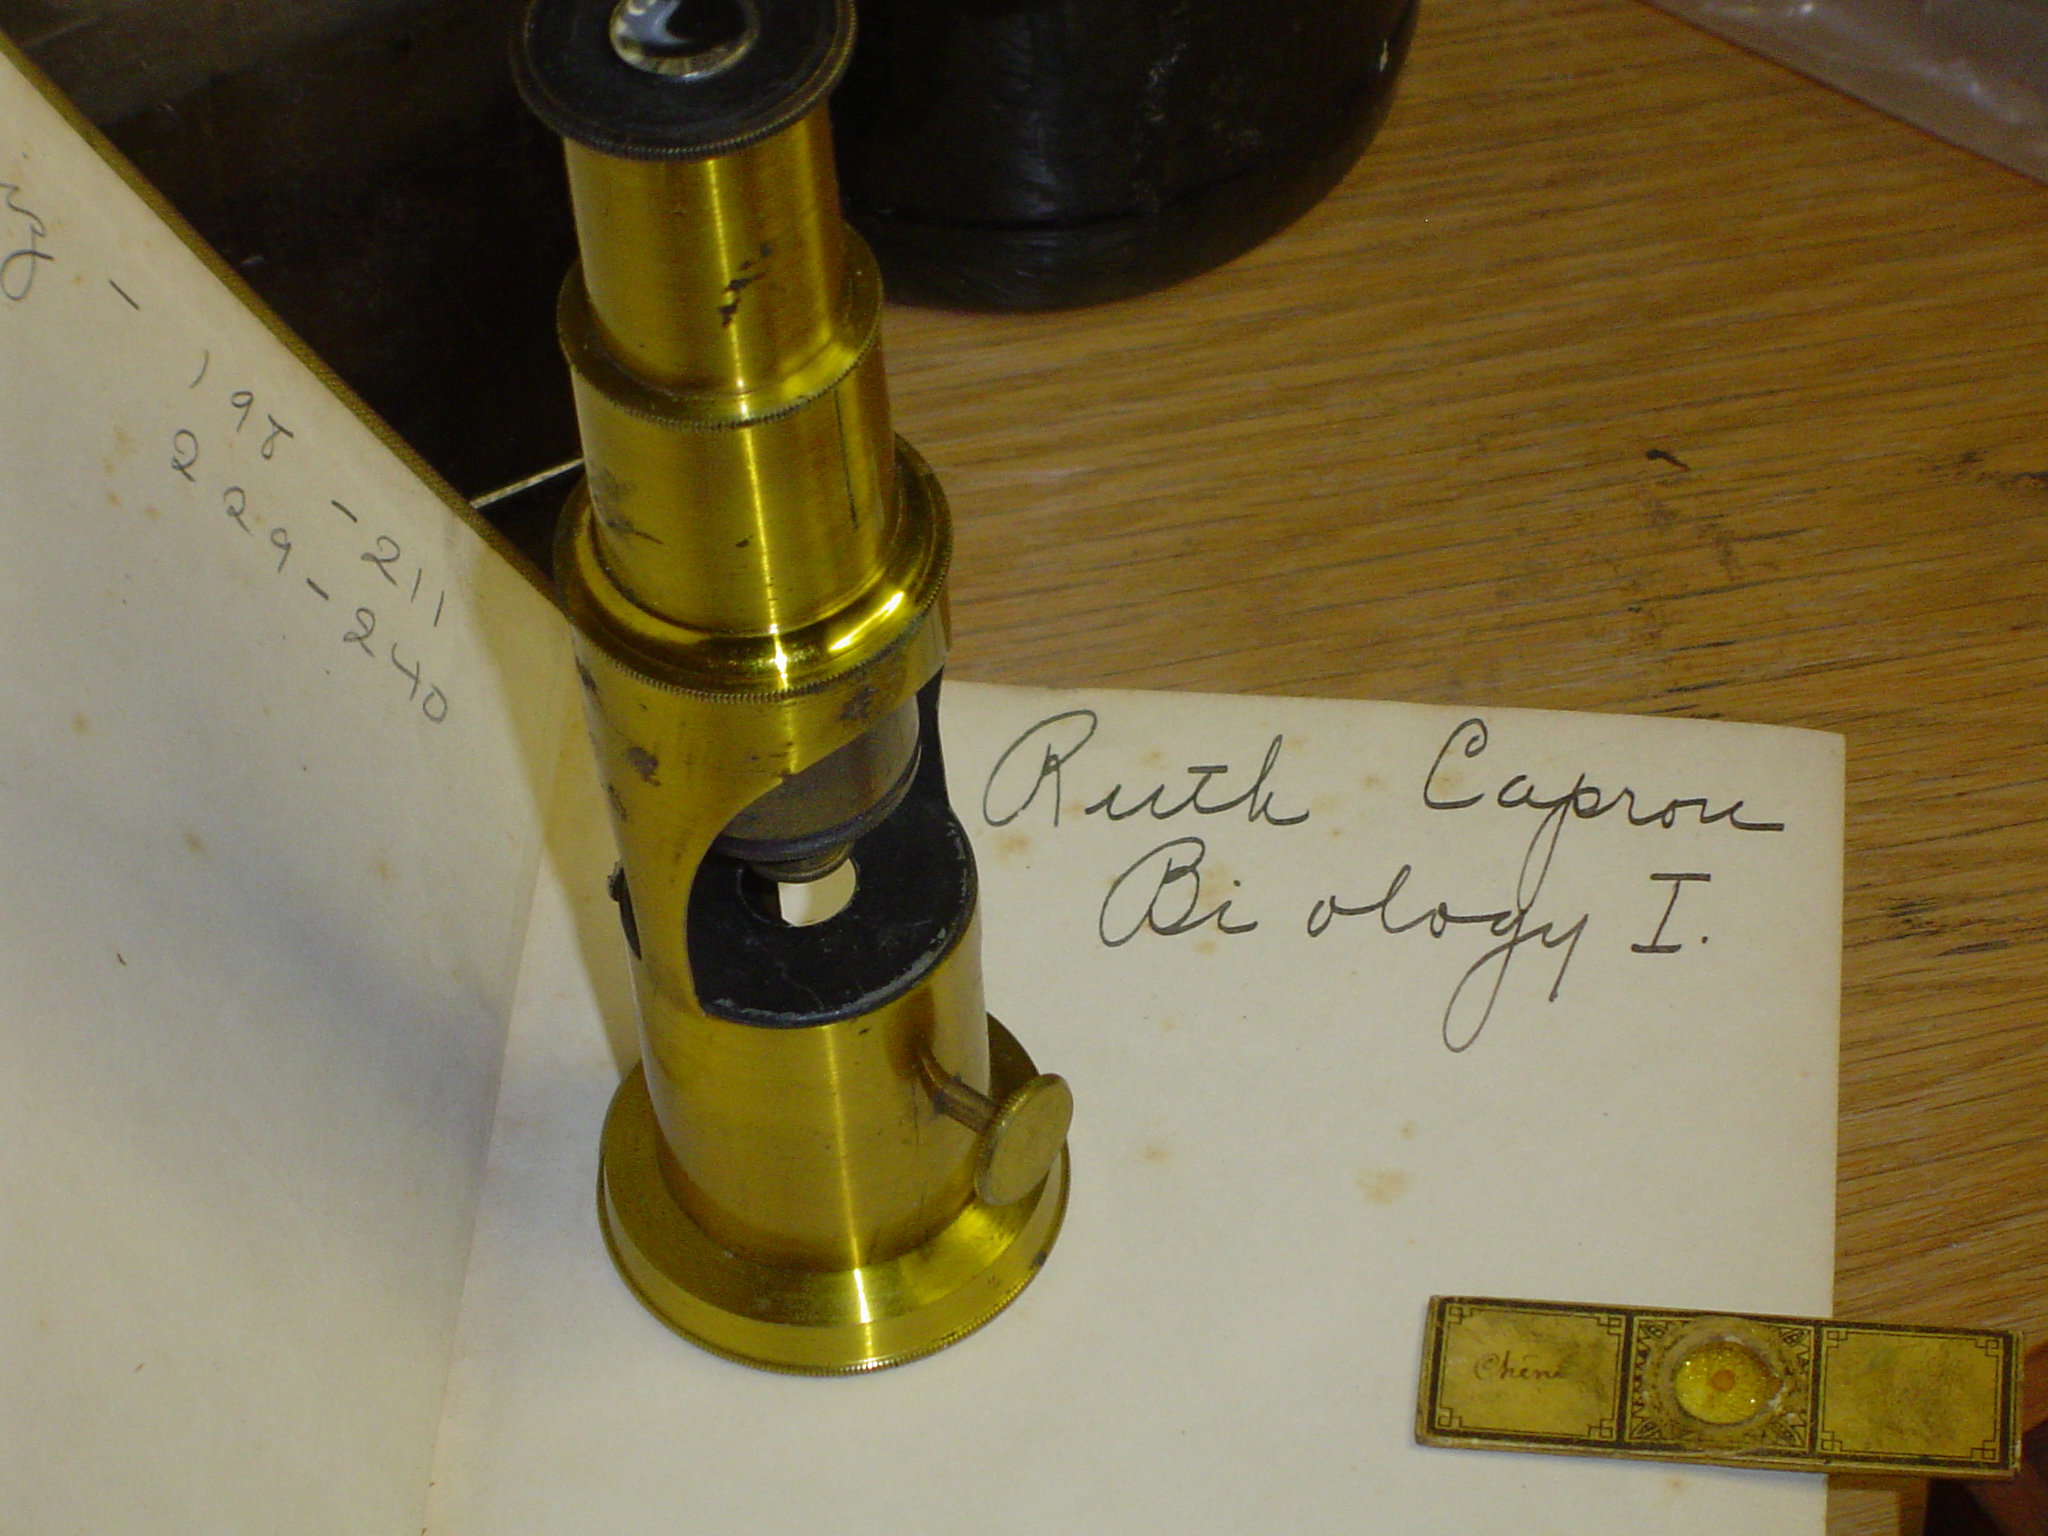 198 - 211
229 - 240
Ruth Capron
Biology I.
Chêne